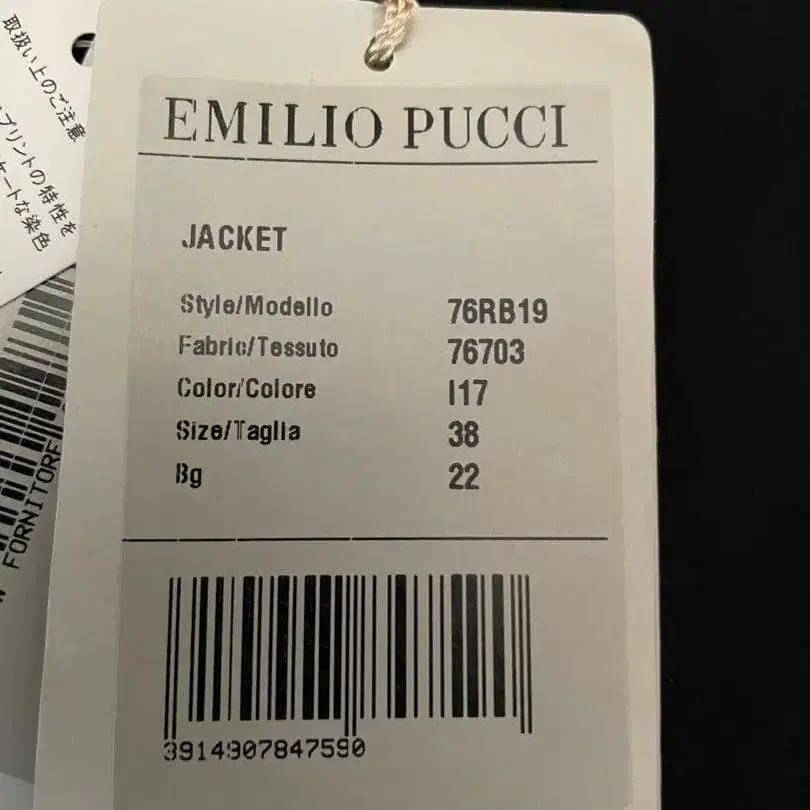 取扱い上のご注意
プリントの特性を
ケートな染色
EMILIO PUCCI
JACKET
Style/Modello 76RB19
Fabric/Tessuto 76703
Color/Colore I17
Size/Taglia 38
Bg 22
3914907847590
FORNITORE